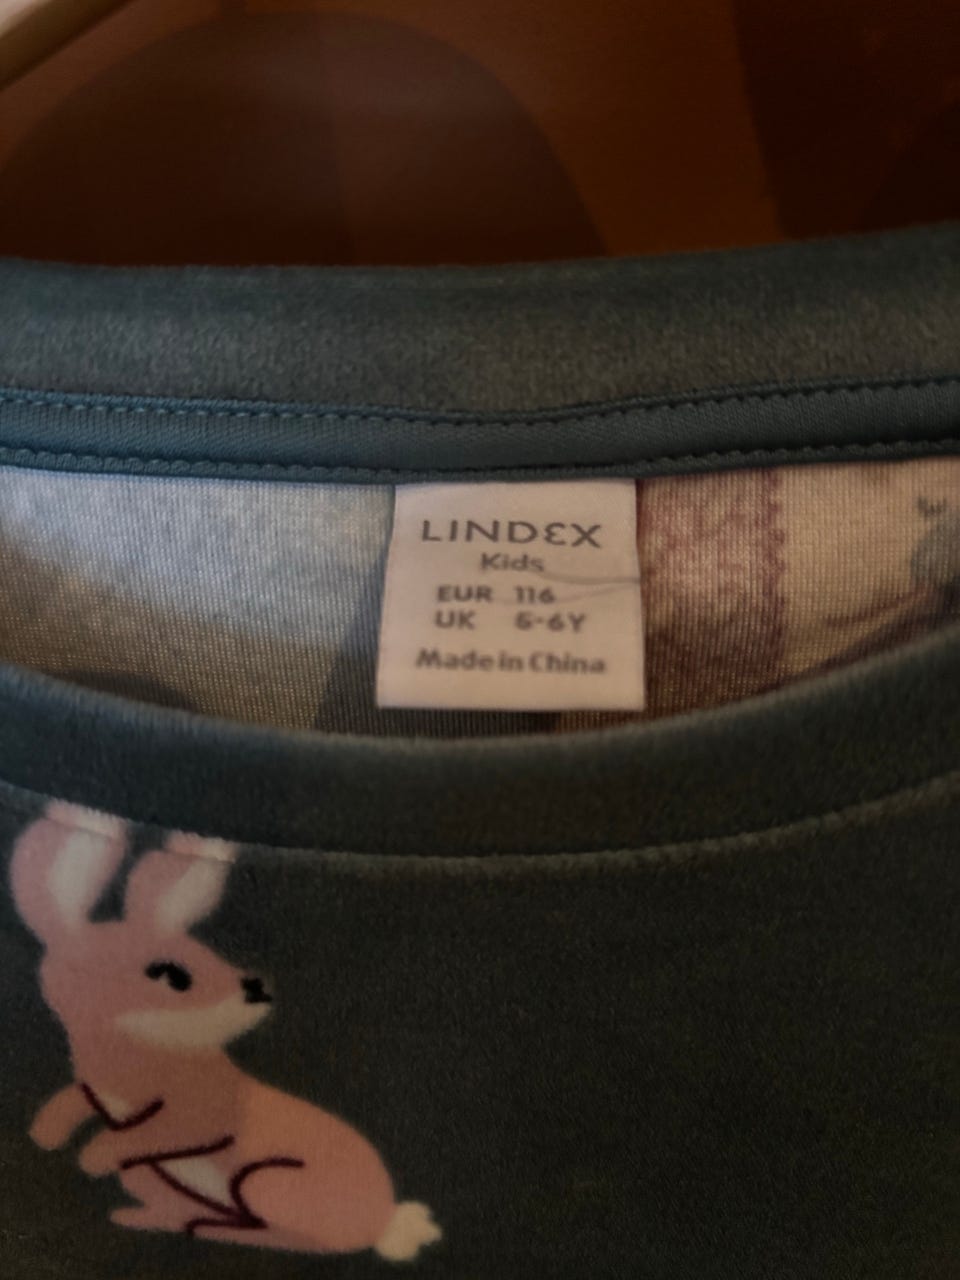 LINDEX
Kids
EUR 116
UK 5-6Y
Made in China